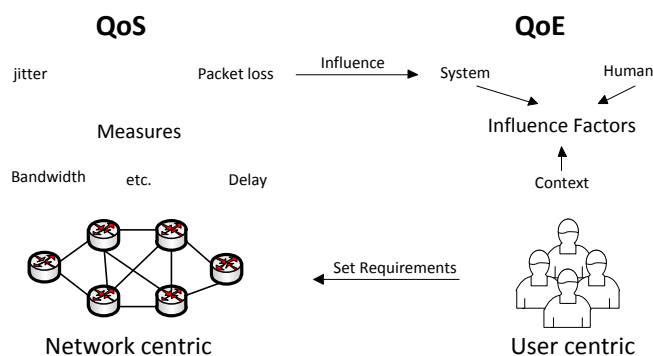 QoS
QoE
jitter
Packet loss
Influence
System
Human
Measures
Influence Factors
Bandwidth
etc.
Delay
Context
Set Requirements
Network centric
User centric